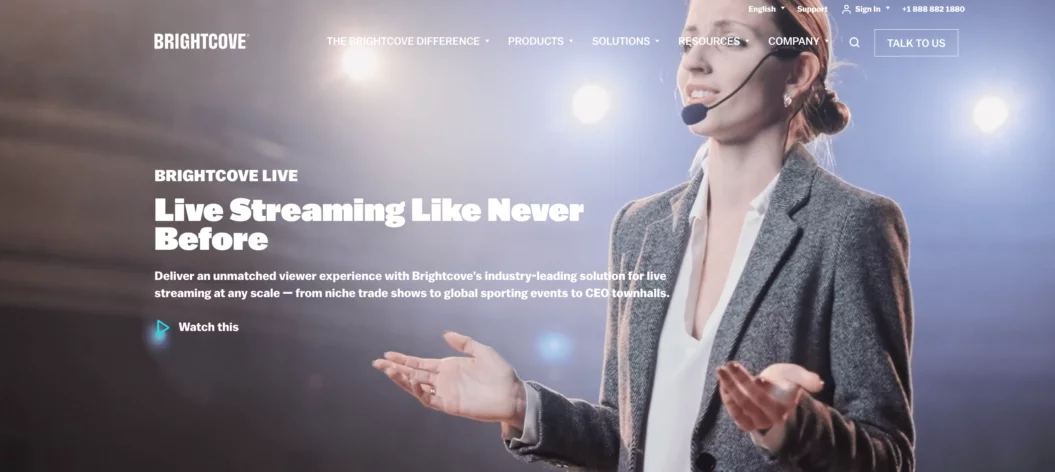 English Support Sign In +1 888 882 1880
BRIGHTCOVE
THE BRIGHTCOVE DIFFERENCE PRODUCTS SOLUTIONS RESOURCES COMPANY TALK TO US
BRIGHTCOVE LIVE
Live Streaming Like Never
Before
Deliver an unmatched viewer experience with Brightcove's industry-leading solution for live
streaming at any scale — from niche trade shows to global sporting events to CEO townhalls.
Watch this